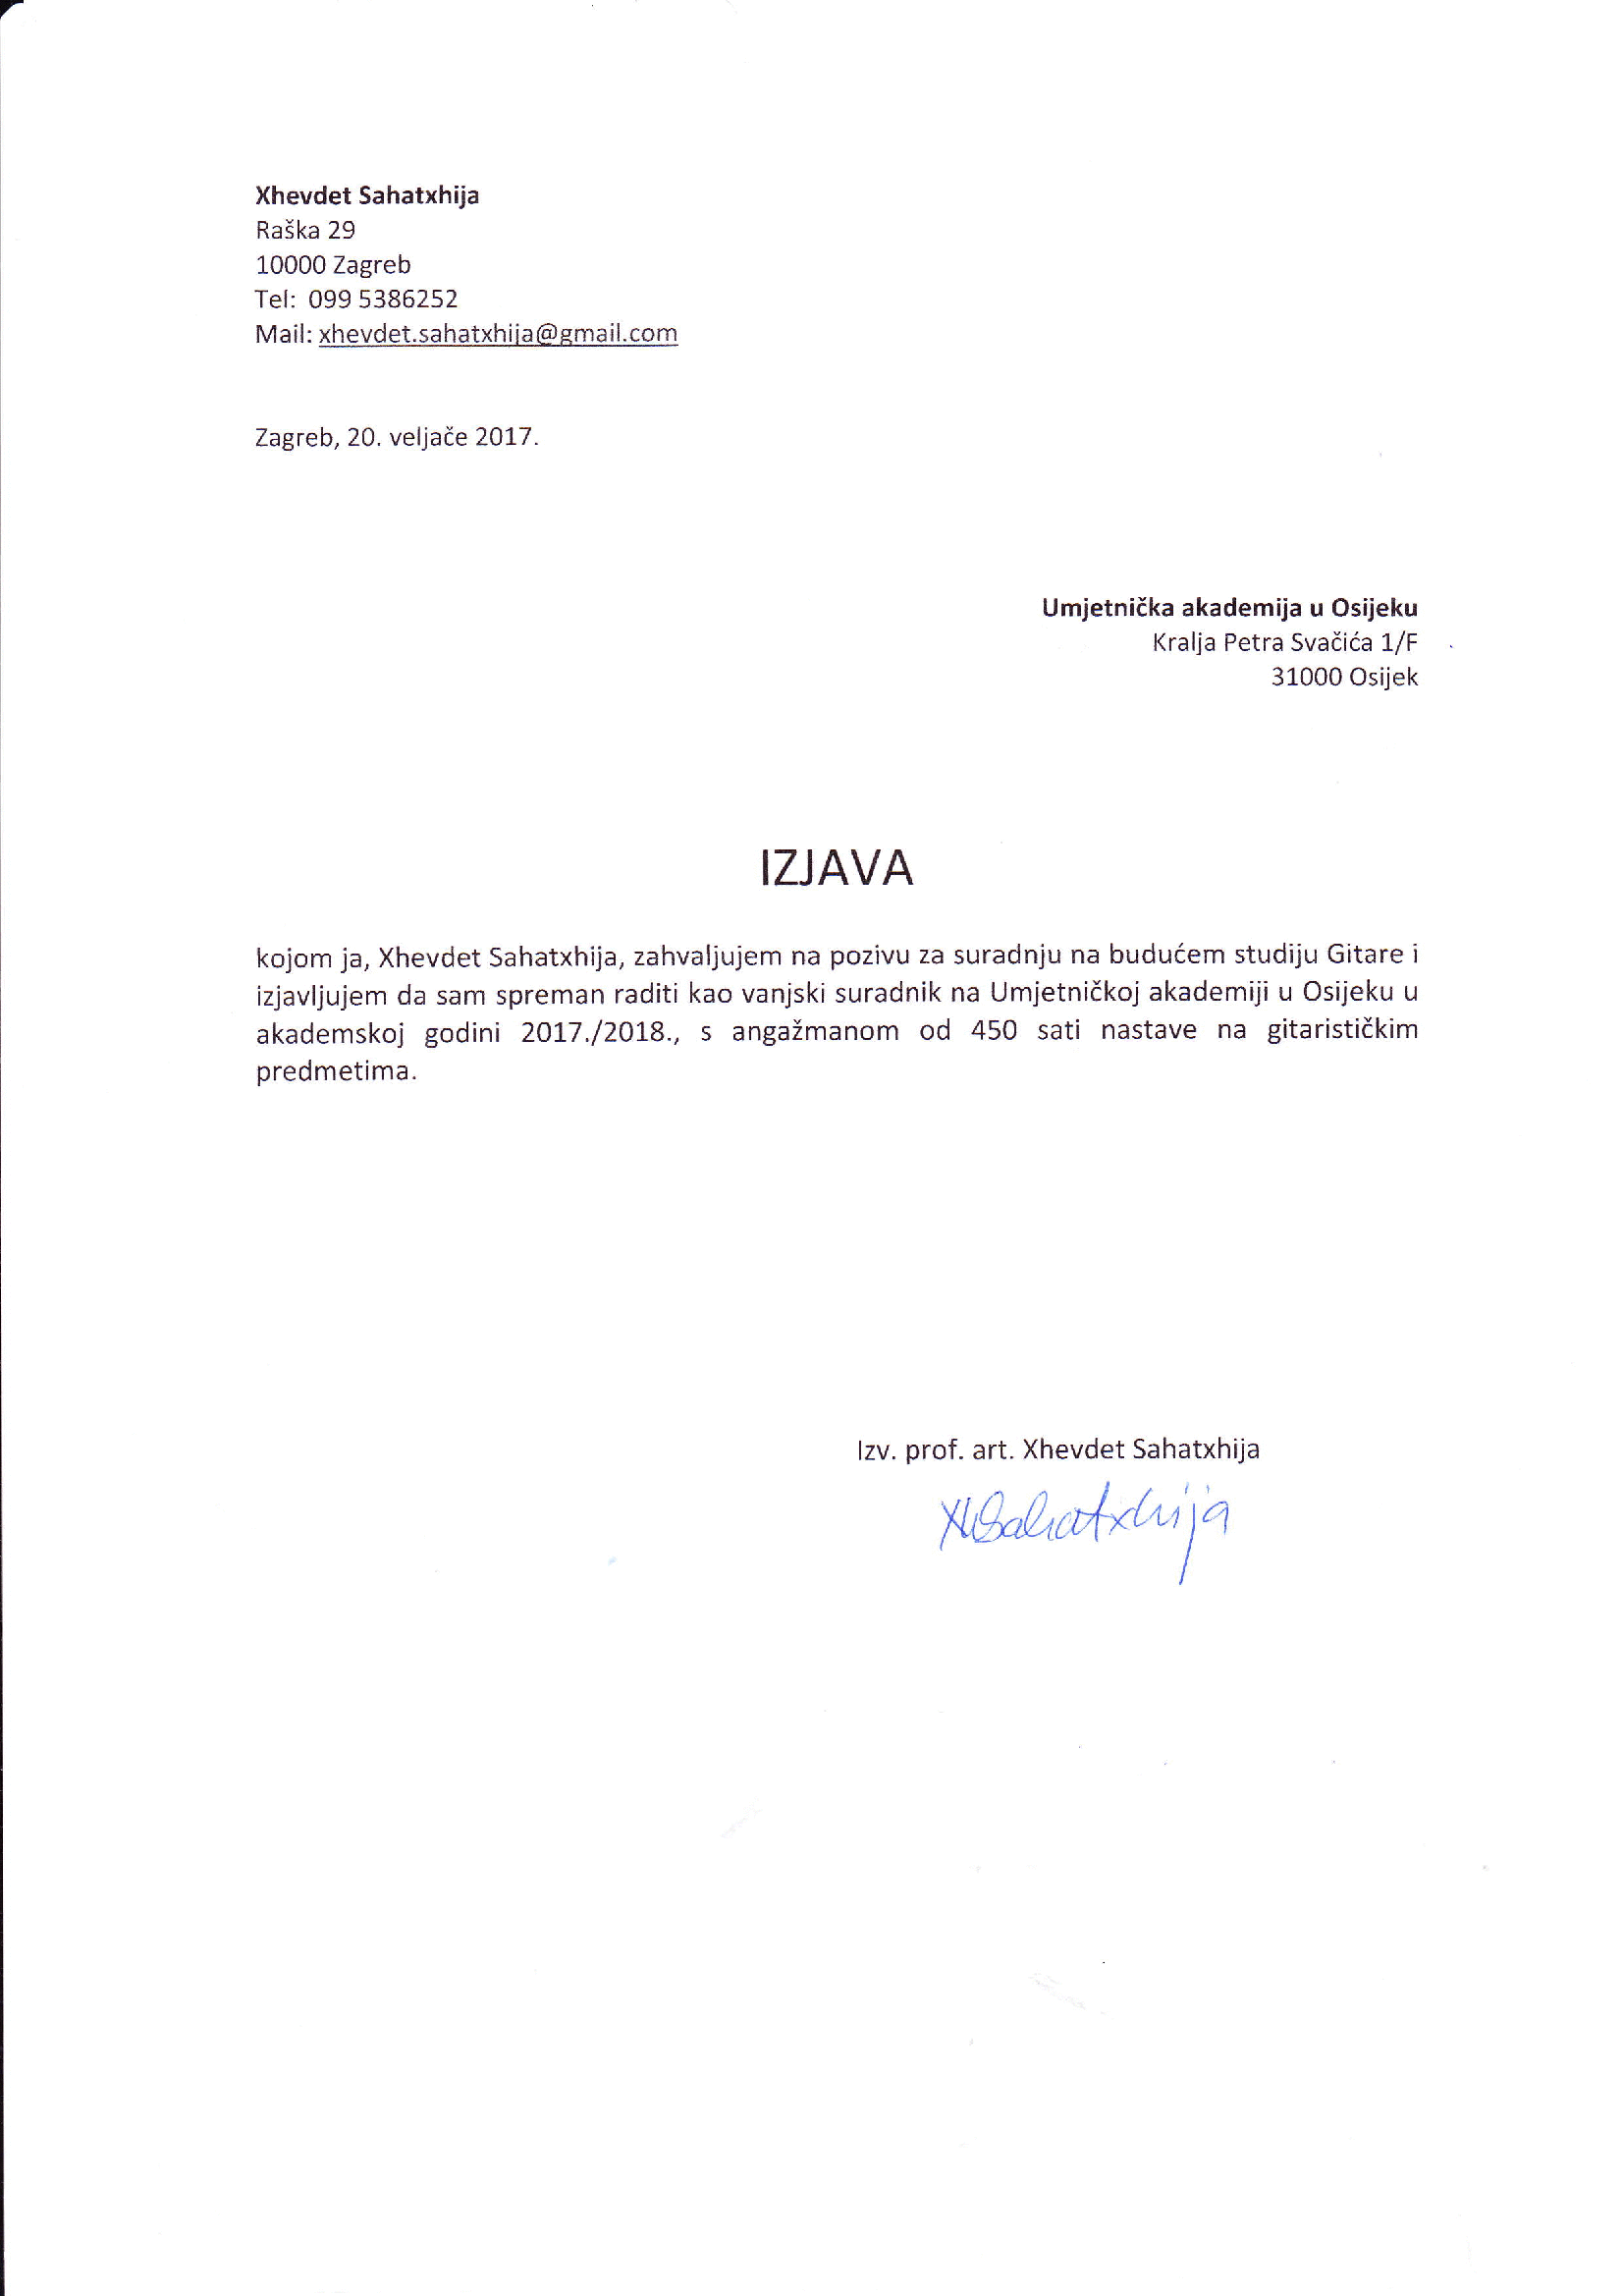 Xhevdet Sahatxhija
Raška 29
10000 Zagreb
Tel: 099 5386252
Mail: xhevdet.sahatxhija@gmail.com
Zagreb, 20. veljače 2017.
Umjetnička akademija u Osijeku
Kralja Petra Svačića 1/F
31000 Osijek
IZJAVA
kojom ja, Xhevdet Sahatxhija, zahvaljujem na pozivu za suradnju na budućem studiju Gitare i
izjavljujem da sam spreman raditi kao vanjski suradnik na Umjetničkoj akademiji u Osijeku u
akademskoj godini 2017./2018., s angažmanom od 450 sati nastave na gitarističkim
predmetima.
Izv. prof. art. Xhevdet Sahatxhija
XhSahatxhija